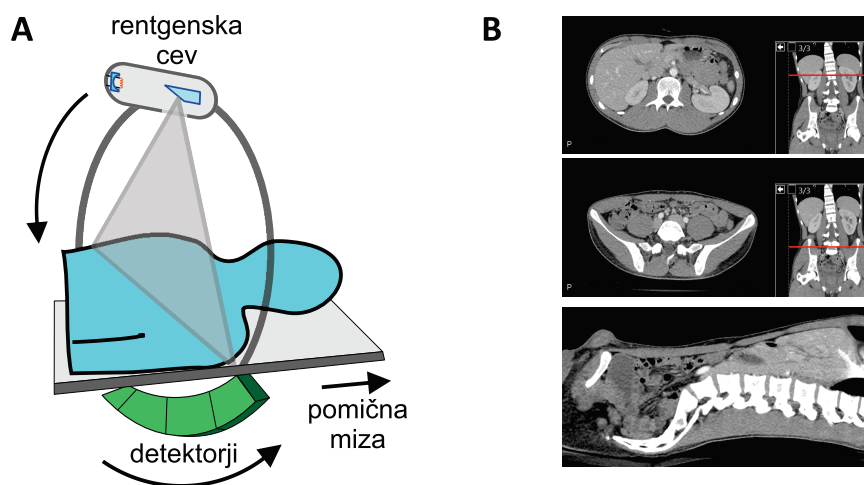 A
rentgenska
cev
pomična
miza
detektorji
B
3/3
P
3/3
P